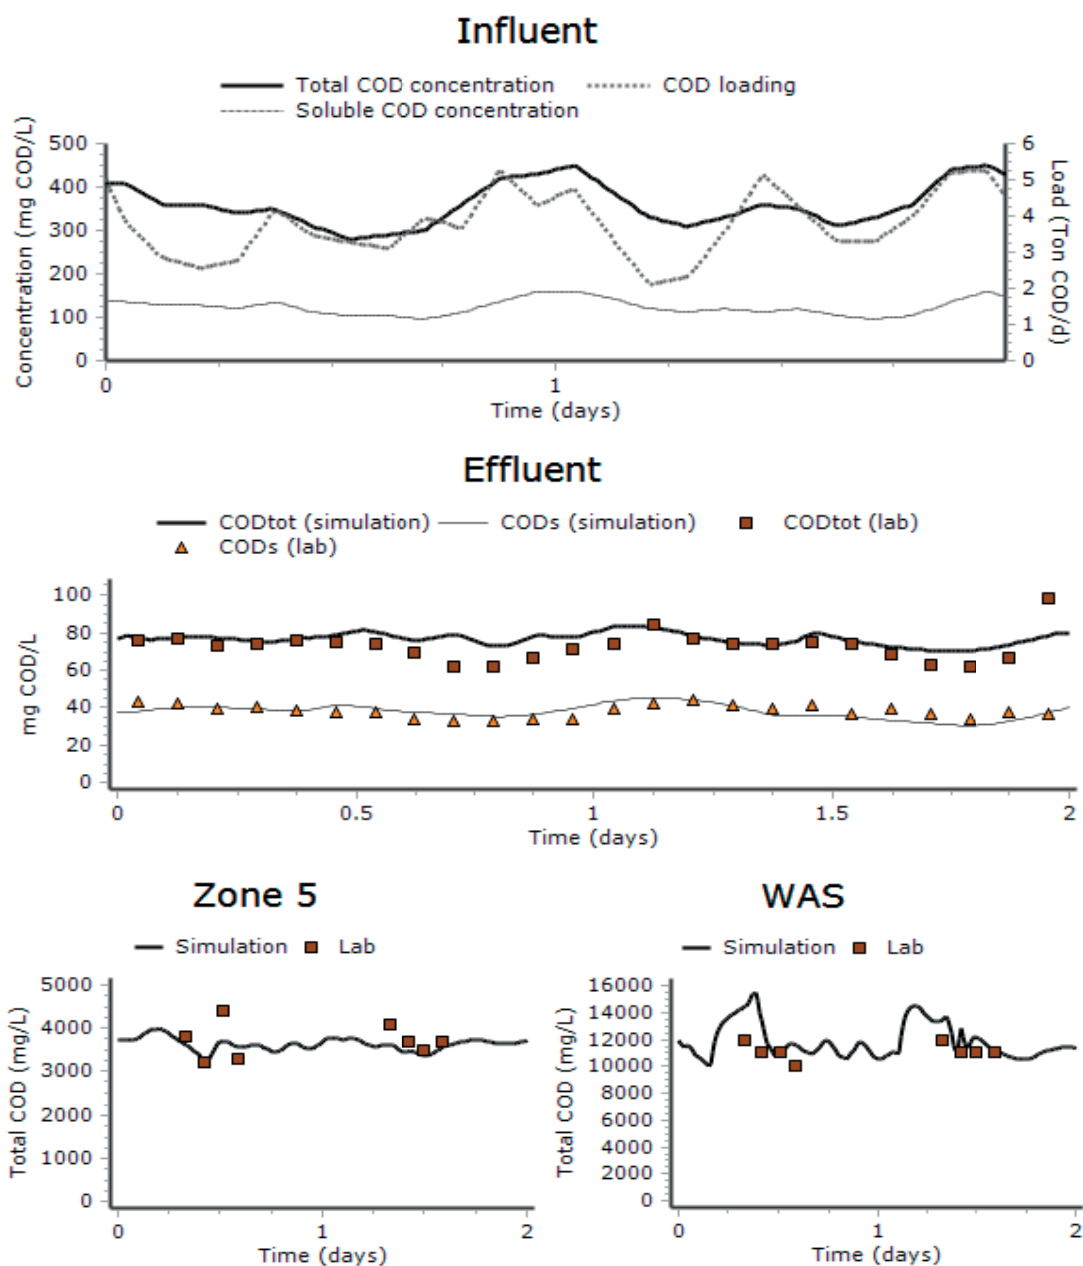 Influent
Total COD concentration COD loading
Soluble COD concentration
Concentration (mg COD/L)
500
400
300
200
100
0
6
5
4
3
2
1
0
Load (Ton COD/d)
0 1
Time (days)
Effluent
CODtot (simulation) CODs (simulation) CODtot (lab)
CODs (lab)
mg COD/L
100
80
60
40
20
0
0 0.5 1 1.5 2
Time (days)
Zone 5
Simulation Lab
Total COD (mg/L)
5000
4000
3000
2000
1000
0
0 1 2
Time (days)
WAS
Simulation Lab
Total COD (mg/L)
16000
14000
12000
10000
8000
6000
4000
2000
0
0 1 2
Time (days)